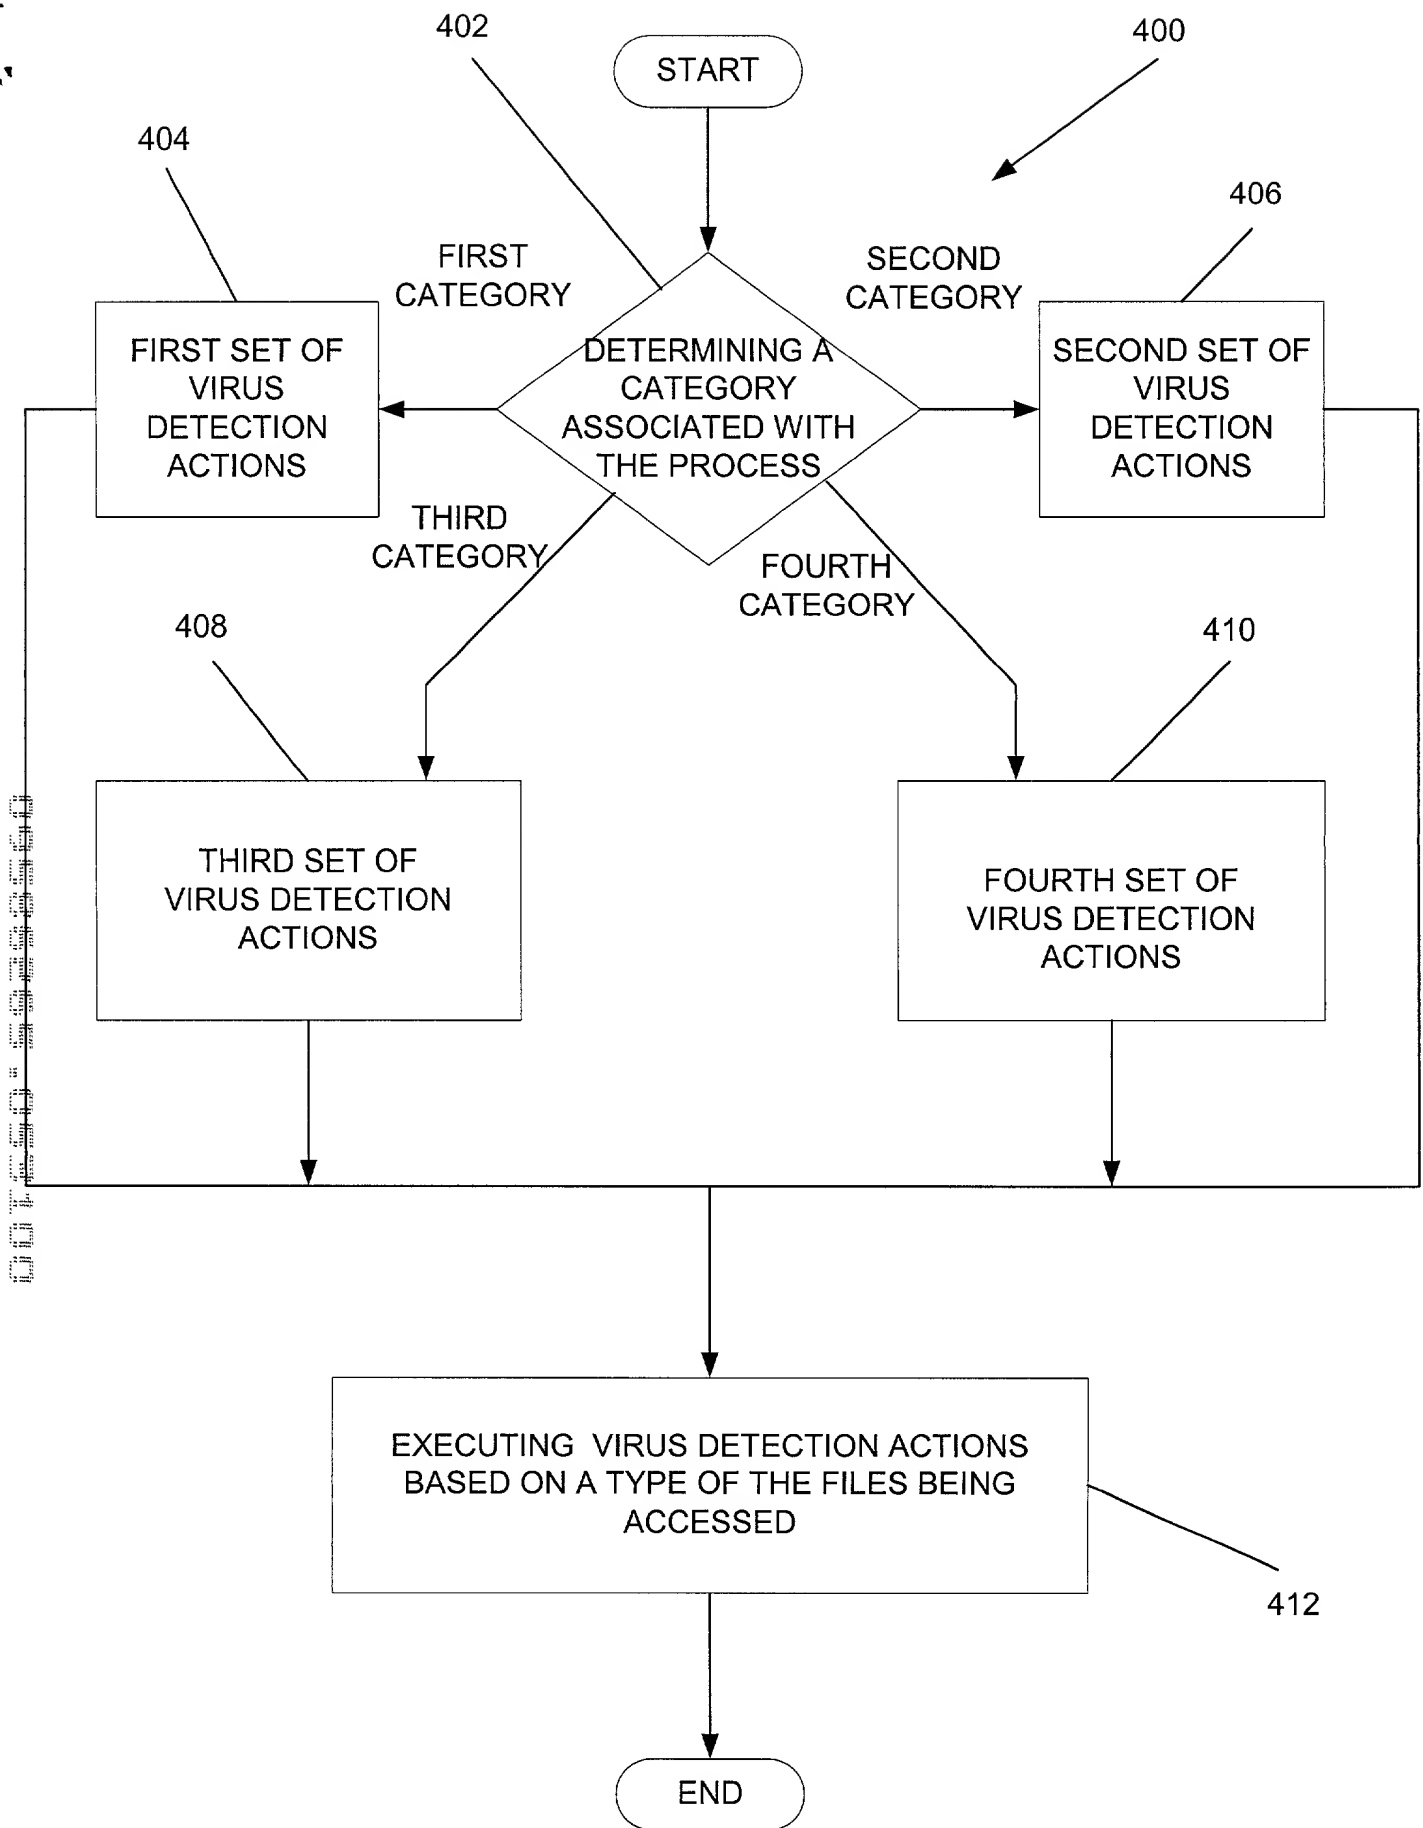 402
START
400
404
406
FIRST
CATEGORY
SECOND
CATEGORY
FIRST SET OF
VIRUS
DETECTION
ACTIONS
DETERMINING A
CATEGORY
ASSOCIATED WITH
THE PROCESS
SECOND SET OF
VIRUS
DETECTION
ACTIONS
THIRD
CATEGORY
FOURTH
CATEGORY
408
410
THIRD SET OF
VIRUS DETECTION
ACTIONS
FOURTH SET OF
VIRUS DETECTION
ACTIONS
EXECUTING  VIRUS DETECTION ACTIONS
BASED ON A TYPE OF THE FILES BEING
ACCESSED
412
END